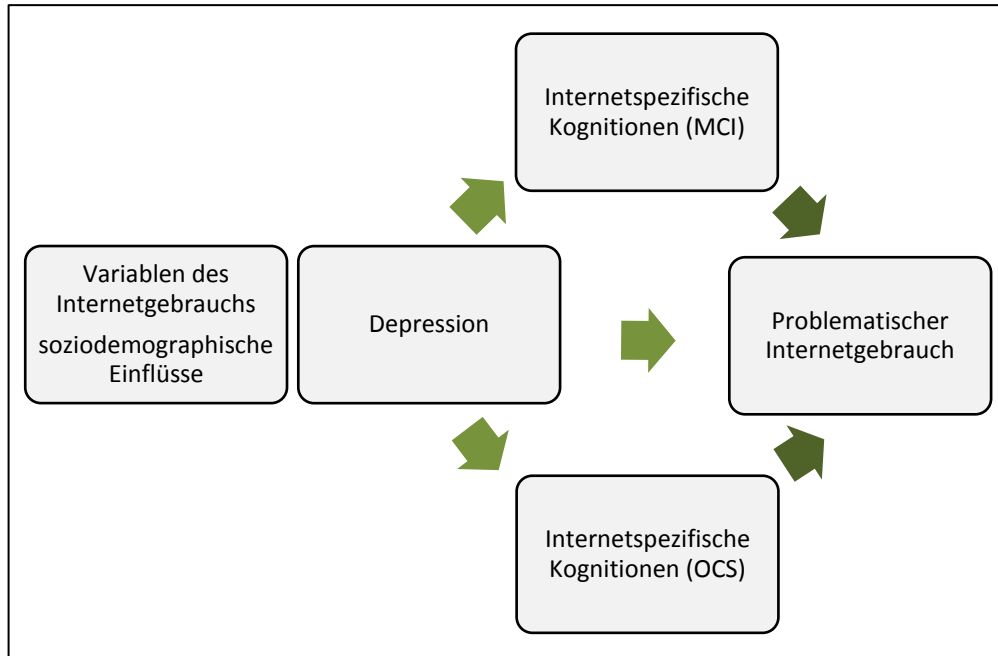 Internetspezifische
Kognitionen (MCI)
Variablen des
Internetgebrauchs
soziodemographische
Einflüsse
Depression
Problematischer
Internetgebrauch
Internetspezifische
Kognitionen (OCS)